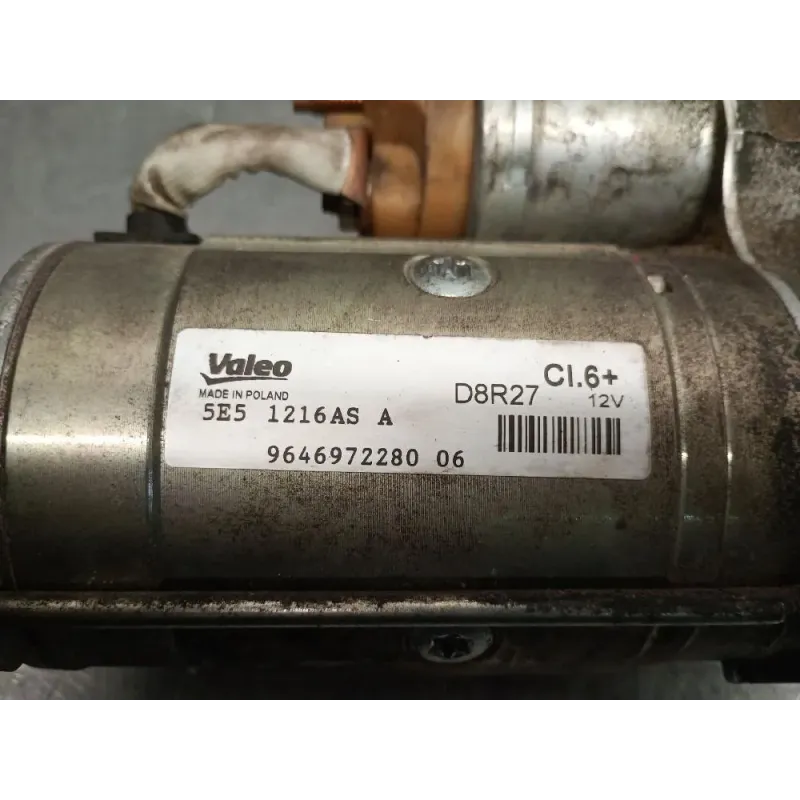 Valeo
MADE IN POLAND
D8R27
Cl.6+
12V
5E5 1216AS A
9646972280 06